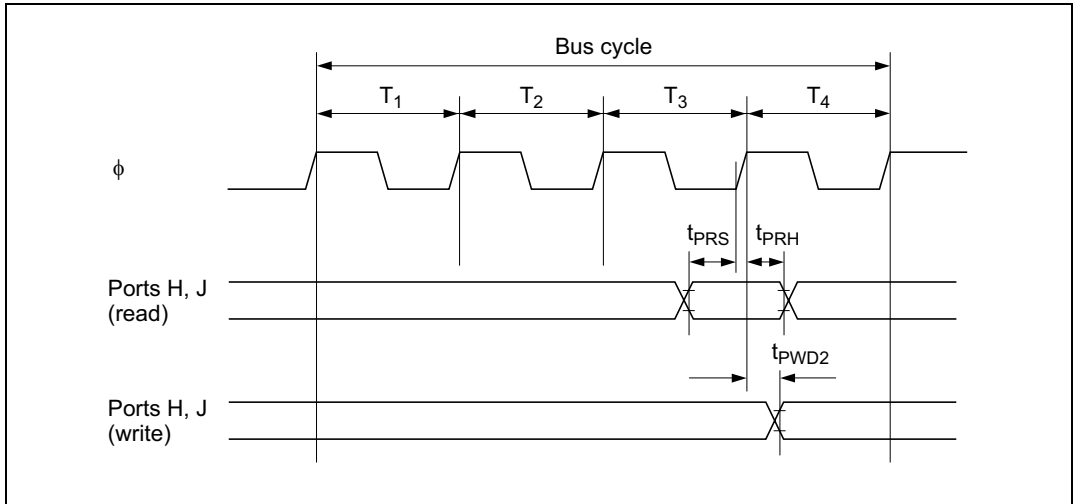 Bus cycle
T1 T2 T3 T4
ϕ
tPRS tPRH
Ports H, J
(read)
tPWD2
Ports H, J
(write)